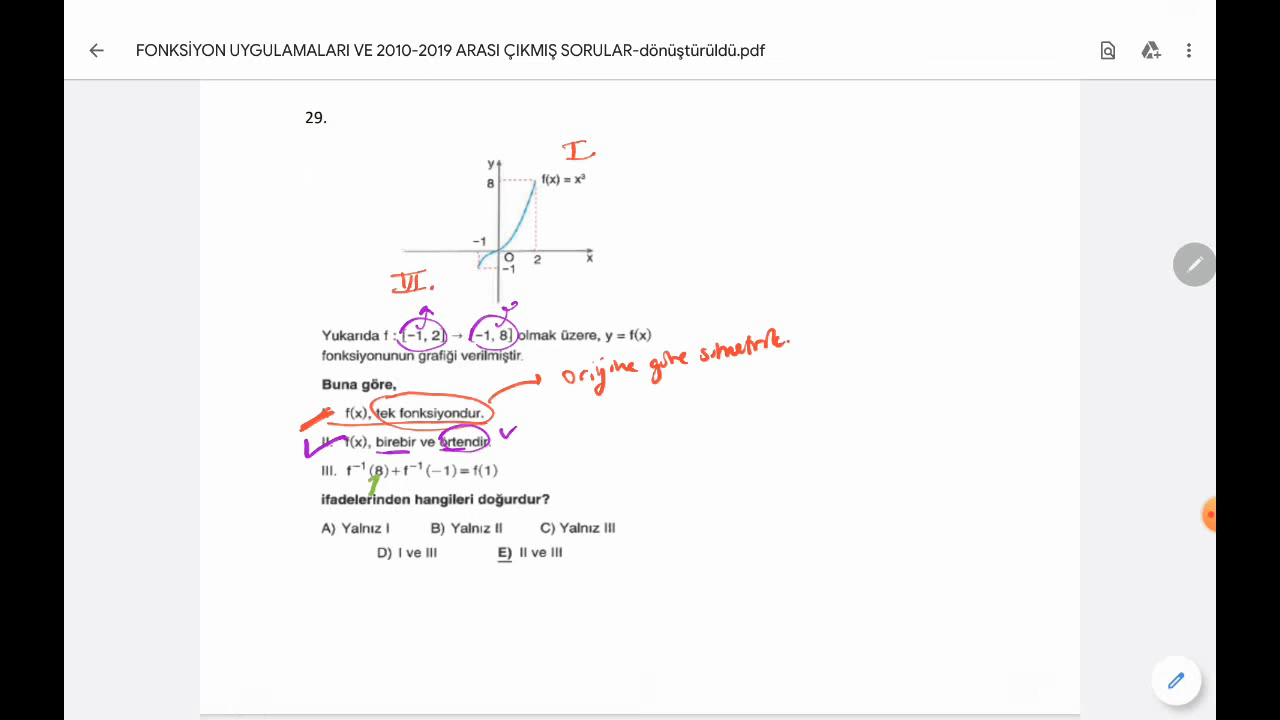 FONKSİYON UYGULAMALARI VE 2010-2019 ARASI ÇIKMIŞ SORULAR-dönüştürüldü.pdf
29.
I
y
8
f(x) = x³
-1
O
2
x
-1
VI.
Yukarıda f : [-1, 2] → [-1, 8] olmak üzere, y = f(x)
fonksiyonunun grafiği verilmiştir.
orijine göre simetrik.
Buna göre,
f(x), tek fonksiyondur.
II. f(x), birebir ve örtendir.
III. f⁻¹(8)+f⁻¹(-1)=f(1)
ifadelerinden hangileri doğurdur?
A) Yalnız I B) Yalnız II C) Yalnız III
D) I ve III E) II ve III